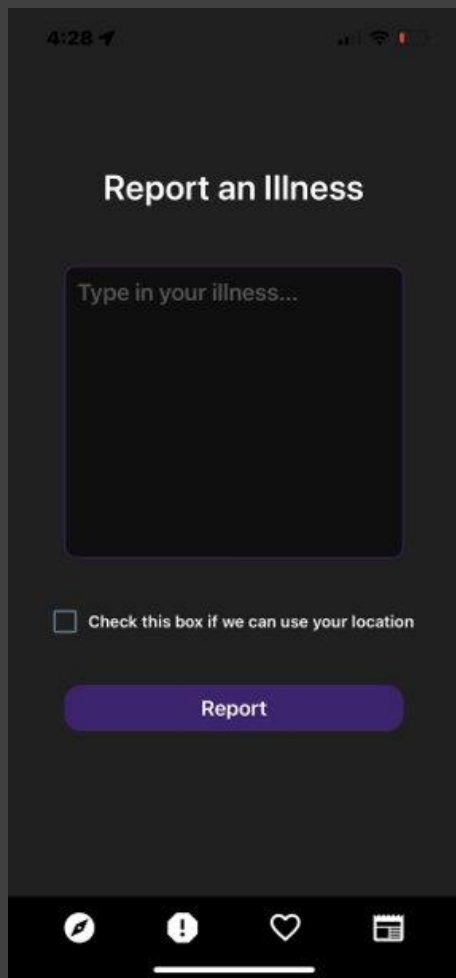 4:28
Report an Illness
Type in your illness...
Check this box if we can use your location
Report